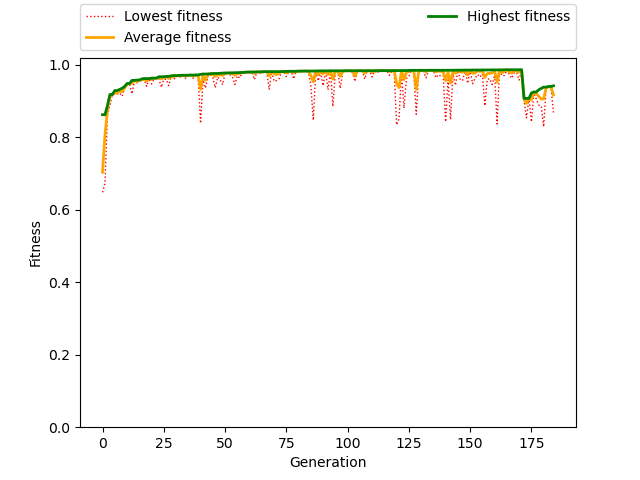 Lowest fitness
Average fitness
Highest fitness
1.0
0.8
0.6
0.4
0.2
0.0
Fitness
0 25 50 75 100 125 150 175
Generation